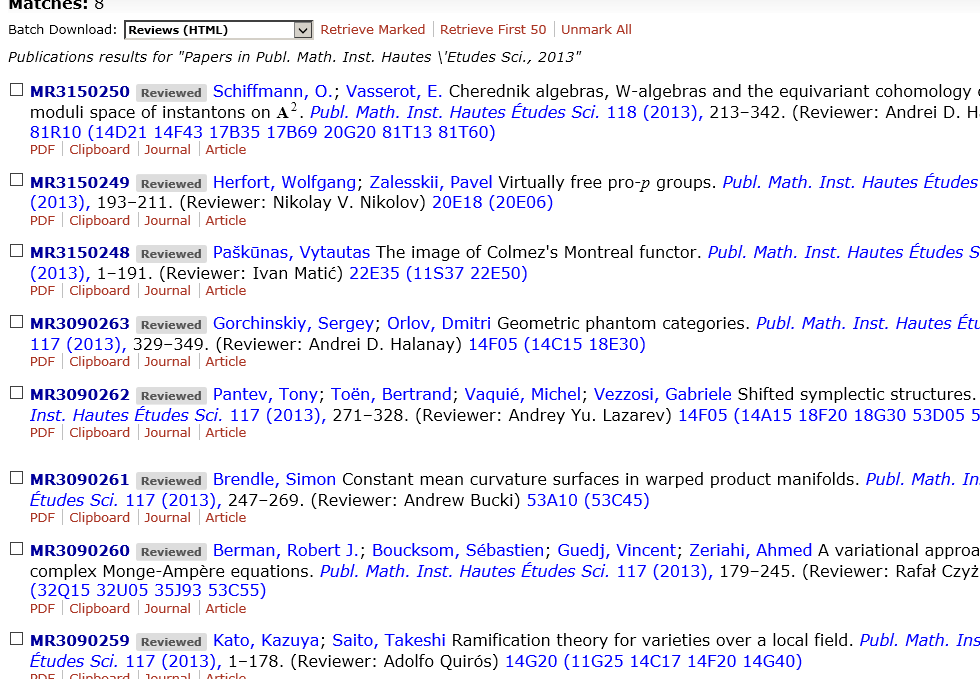 Matches: 8
Batch Download: Reviews (HTML) Retrieve Marked Retrieve First 50 Unmark All
Publications results for "Papers in Publ. Math. Inst. Hautes \'Etudes Sci., 2013"
MR3150250 Reviewed Schiffmann, O.; Vasserot, E. Cherednik algebras, W-algebras and the equivariant cohomology
moduli space of instantons on A². Publ. Math. Inst. Hautes Études Sci. 118 (2013), 213–342. (Reviewer: Andrei D.
81R10 (14D21 14F43 17B35 17B69 20G20 81T13 81T60)
PDF Clipboard Journal Article
MR3150249 Reviewed Herfort, Wolfgang; Zalesskii, Pavel Virtually free pro-p groups. Publ. Math. Inst. Hautes Études
(2013), 193–211. (Reviewer: Nikolay V. Nikolov) 20E18 (20E06)
PDF Clipboard Journal Article
MR3150248 Reviewed Paškūnas, Vytautas The image of Colmez's Montreal functor. Publ. Math. Inst. Hautes Études
(2013), 1–191. (Reviewer: Ivan Matić) 22E35 (11S37 22E50)
PDF Clipboard Journal Article
MR3090263 Reviewed Gorchinskiy, Sergey; Orlov, Dmitri Geometric phantom categories. Publ. Math. Inst. Hautes
117 (2013), 329–349. (Reviewer: Andrei D. Halanay) 14F05 (14C15 18E30)
PDF Clipboard Journal Article
MR3090262 Reviewed Pantev, Tony; Toën, Bertrand; Vaquié, Michel; Vezzosi, Gabriele Shifted symplectic structures.
Inst. Hautes Études Sci. 117 (2013), 271–328. (Reviewer: Andrey Yu. Lazarev) 14F05 (14A15 18F20 18G30 53D05
PDF Clipboard Journal Article
MR3090261 Reviewed Brendle, Simon Constant mean curvature surfaces in warped product manifolds. Publ. Math.
Études Sci. 117 (2013), 247–269. (Reviewer: Andrew Bucki) 53A10 (53C45)
PDF Clipboard Journal Article
MR3090260 Reviewed Berman, Robert J.; Boucksom, Sébastien; Guedj, Vincent; Zeriahi, Ahmed A variational
complex Monge-Ampère equations. Publ. Math. Inst. Hautes Études Sci. 117 (2013), 179–245. (Reviewer: Rafał
(32Q15 32U05 35J93 53C55)
PDF Clipboard Journal Article
MR3090259 Reviewed Kato, Kazuya; Saito, Takeshi Ramification theory for varieties over a local field. Publ. Math.
Études Sci. 117 (2013), 1–178. (Reviewer: Adolfo Quirós) 14G20 (11G25 14C17 14F20 14G40)
PDF Clipboard Journal Article